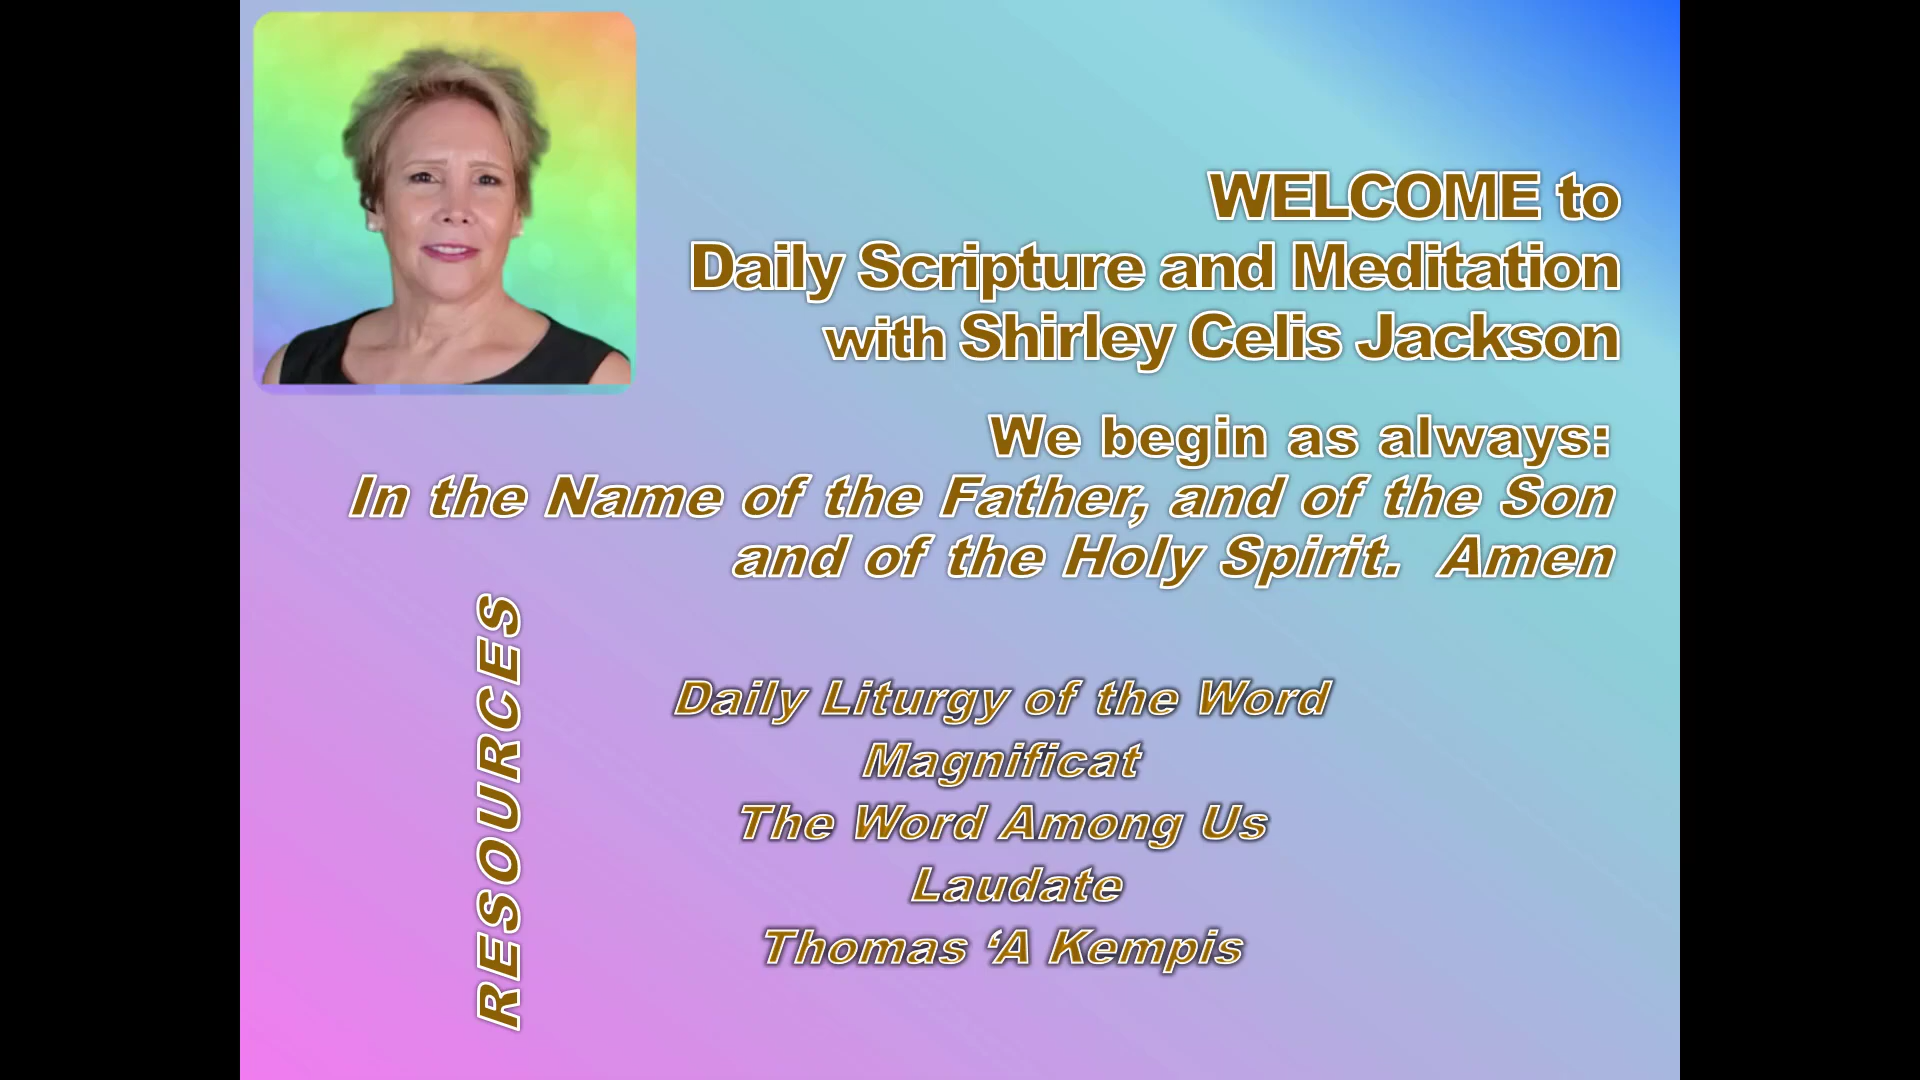 WELCOME to
Daily Scripture and Meditation
with Shirley Celis Jackson
We begin as always:
In the Name of the Father, and of the Son
and of the Holy Spirit.  Amen
RESOURCES
Daily Liturgy of the Word
Magnificat
The Word Among Us
Laudate
Thomas ‘A Kempis